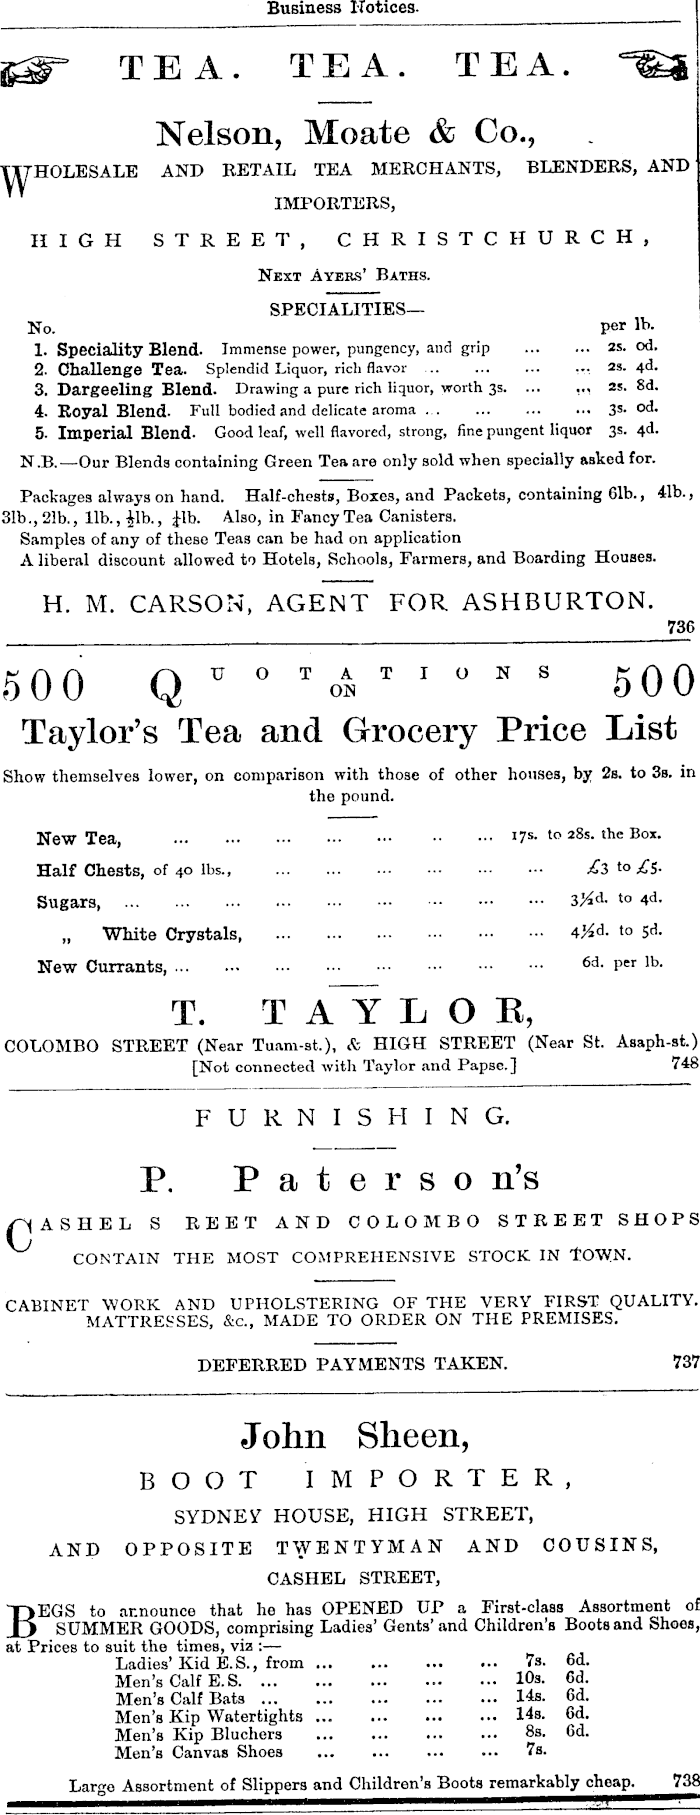 Business Notices.
TEA. TEA. TEA.
Nelson, Moate & Co.,
WHOLESALE AND RETAIL TEA MERCHANTS, BLENDERS, AND
IMPORTERS,
HIGH STREET, CHRISTCHURCH,
NEXT AYERS' BATHS.
SPECIALITIES—
No. per lb.
1. Speciality Blend. Immense power, pungency, and grip ... ... 2s. 0d.
2. Challenge Tea. Splendid Liquor, rich flavor .. ... ... ... 2s. 4d.
3. Dargeeling Blend. Drawing a pure rich liquor, worth 3s. ... ... 2s. 8d.
4. Royal Blend. Full bodied and delicate aroma ... ... ... ... 3s. 0d.
5. Imperial Blend. Good leaf, well flavored, strong, fine pungent liquor 3s. 4d.
N.B.—Our Blends containing Green Tea are only sold when specially asked for.
Packages always on hand. Half-chests, Boxes, and Packets, containing 6lb., 4lb.,
3lb., 2lb., 1lb., ½lb., ¼lb. Also, in Fancy Tea Canisters.
Samples of any of these Teas can be had on application
A liberal discount allowed to Hotels, Schools, Farmers, and Boarding Houses.
H. M. CARSON, AGENT FOR ASHBURTON.
736
500 QUOTATIONS 500
ON
Taylor's Tea and Grocery Price List
Show themselves lower, on comparison with those of other houses, by 2s. to 3s. in
the pound.
New Tea, ... ... ... ... ... .. ... 17s. to 28s. the Box.
Half Chests, of 40 lbs., ... ... ... ... ... ... £3 to £5.
Sugars, ... ... ... ... ... ... ... ... ... 3½d. to 4d.
„ White Crystals, ... ... ... ... ... ... 4½d. to 5d.
New Currants, ... ... ... ... ... ... ... ... 6d. per lb.
T. TAYLOR,
COLOMBO STREET (Near Tuam-st.), & HIGH STREET (Near St. Asaph-st.)
[Not connected with Taylor and Papse.] 748
FURNISHING.
P. Paterson's
CASHEL S REET AND COLOMBO STREET SHOPS
CONTAIN THE MOST COMPREHENSIVE STOCK IN TOWN.
CABINET WORK AND UPHOLSTERING OF THE VERY FIRST QUALITY.
MATTRESSES, &c., MADE TO ORDER ON THE PREMISES.
DEFERRED PAYMENTS TAKEN. 737
John Sheen,
BOOT IMPORTER,
SYDNEY HOUSE, HIGH STREET,
AND OPPOSITE TWENTYMAN AND COUSINS,
CASHEL STREET,
BEGS to announce that he has OPENED UP a First-class Assortment of
SUMMER GOODS, comprising Ladies' Gents' and Children's Boots and Shoes,
at Prices to suit the times, viz :—
Ladies' Kid E.S., from ... ... ... ... 7s. 6d.
Men's Calf E.S. ... ... ... ... 10s. 6d.
Men's Calf Bats ... ... ... ... 14s. 6d.
Men's Kip Watertights ... ... ... ... 14s. 6d.
Men's Kip Bluchers ... ... ... ... 8s. 6d.
Men's Canvas Shoes ... ... ... ... 7s.
Large Assortment of Slippers and Children's Boots remarkably cheap. 738